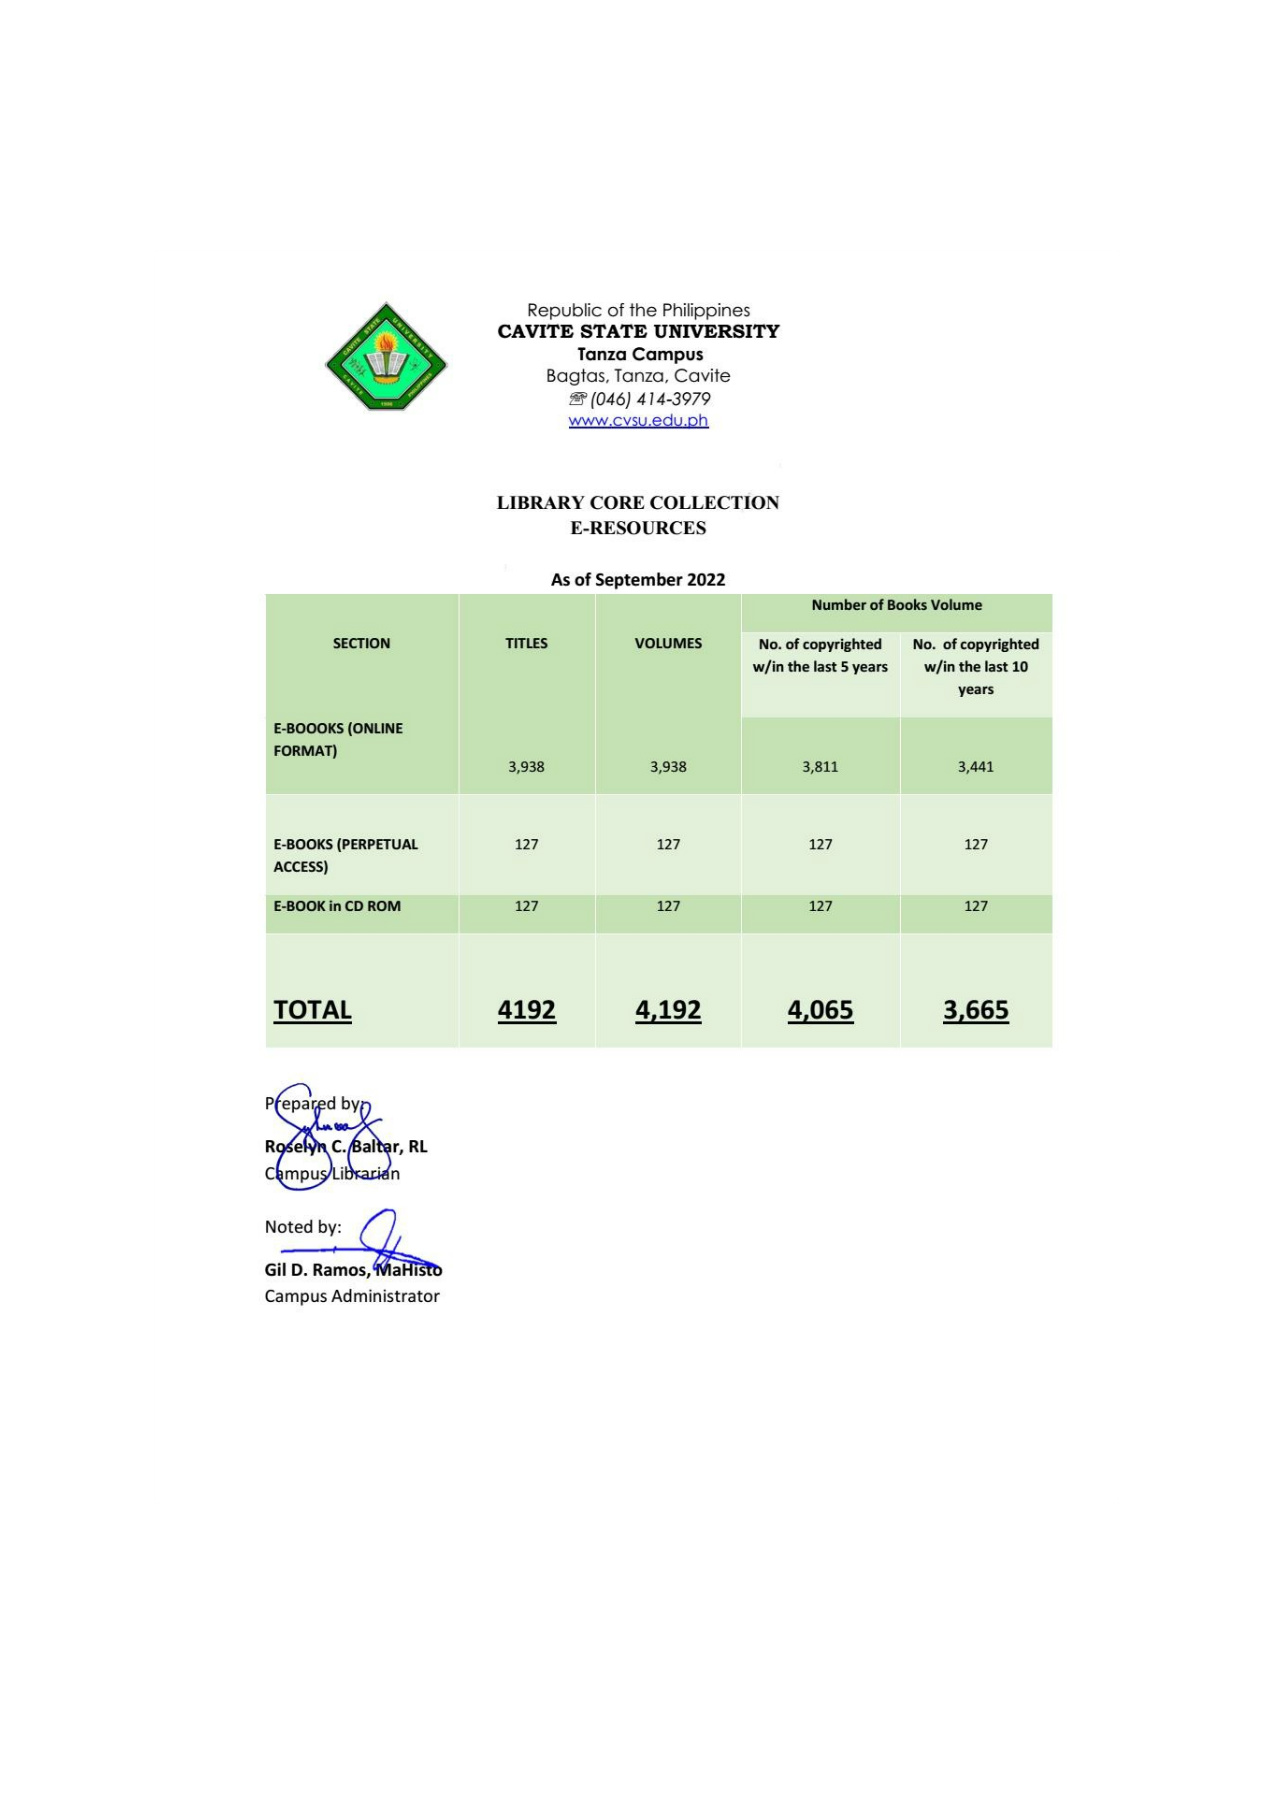 Republic of the Philippines
CAVITE STATE UNIVERSITY
Tanza Campus
Bagtas, Tanza, Cavite
☏ (046) 414-3979
www.cvsu.edu.ph
CAVITE STATE UNIVERSITY
CAVITE PHILIPPINES
1906
LIBRARY CORE COLLECTION
E-RESOURCES
As of September 2022
SECTION TITLES VOLUMES Number of Books Volume
No. of copyrighted w/in the last 5 years No. of copyrighted w/in the last 10 years
E-BOOOKS (ONLINE FORMAT) 3,938 3,938 3,811 3,441
E-BOOKS (PERPETUAL ACCESS) 127 127 127 127
E-BOOK in CD ROM 127 127 127 127
TOTAL 4192 4,192 4,065 3,665
Prepared by:
Roselyn C. Baltar, RL
Campus Librarian
Noted by:
Gil D. Ramos, MaHisto
Campus Administrator